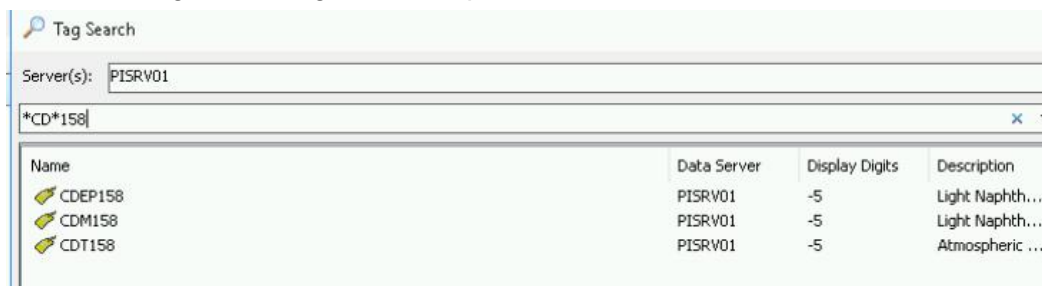 Tag Search
Server(s): PISRV01
*CD*158
Name Data Server Display Digits Description
CDEP158 PISRV01 -5 Light Naphth...
CDM158 PISRV01 -5 Light Naphth...
CDT158 PISRV01 -5 Atmospheric ...